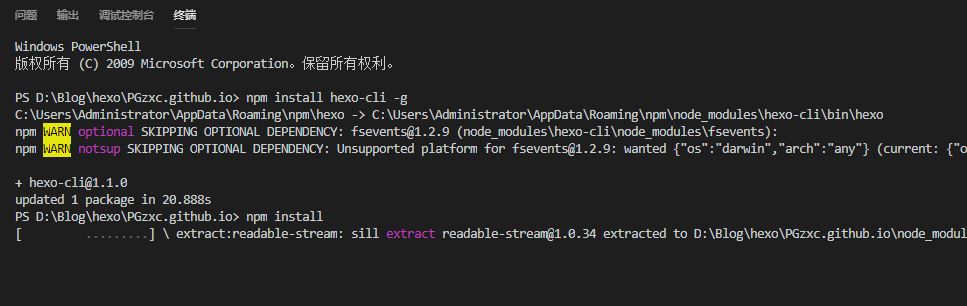 问题 输出 调试控制台 终端
Windows PowerShell
版权所有 (C) 2009 Microsoft Corporation。保留所有权利。
PS D:\Blog\hexo\PGzxc.github.io> npm install hexo-cli -g
C:\Users\Administrator\AppData\Roaming\npm\hexo -> C:\Users\Administrator\AppData\Roaming\npm\node_modules\hexo-cli\bin\hexo
npm WARN optional SKIPPING OPTIONAL DEPENDENCY: fsevents@1.2.9 (node_modules\hexo-cli\node_modules\fsevents):
npm WARN notsup SKIPPING OPTIONAL DEPENDENCY: Unsupported platform for fsevents@1.2.9: wanted {"os":"darwin","arch":"any"} (current: {"o
+ hexo-cli@1.1.0
updated 1 package in 20.888s
PS D:\Blog\hexo\PGzxc.github.io> npm install
[        .........] \ extract:readable-stream: sill extract readable-stream@1.0.34 extracted to D:\Blog\hexo\PGzxc.github.io\node_modul